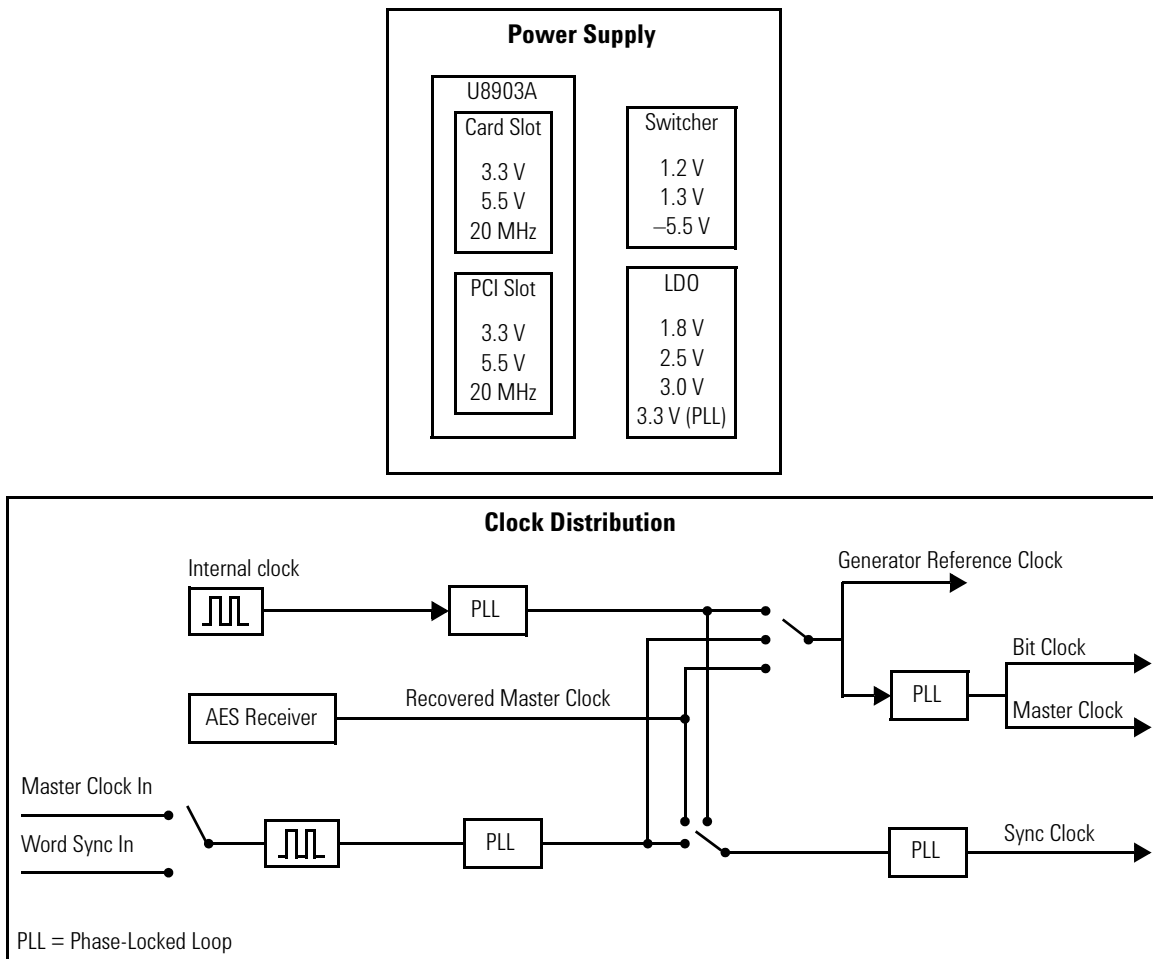 Power Supply
U8903A
Card Slot
3.3 V
5.5 V
20 MHz
PCI Slot
3.3 V
5.5 V
20 MHz
Switcher
1.2 V
1.3 V
–5.5 V
LDO
1.8 V
2.5 V
3.0 V
3.3 V (PLL)
Clock Distribution
Internal clock
PLL
Generator Reference Clock
Bit Clock
PLL
Master Clock
AES Receiver
Recovered Master Clock
Master Clock In
Word Sync In
PLL
PLL
Sync Clock
PLL = Phase-Locked Loop